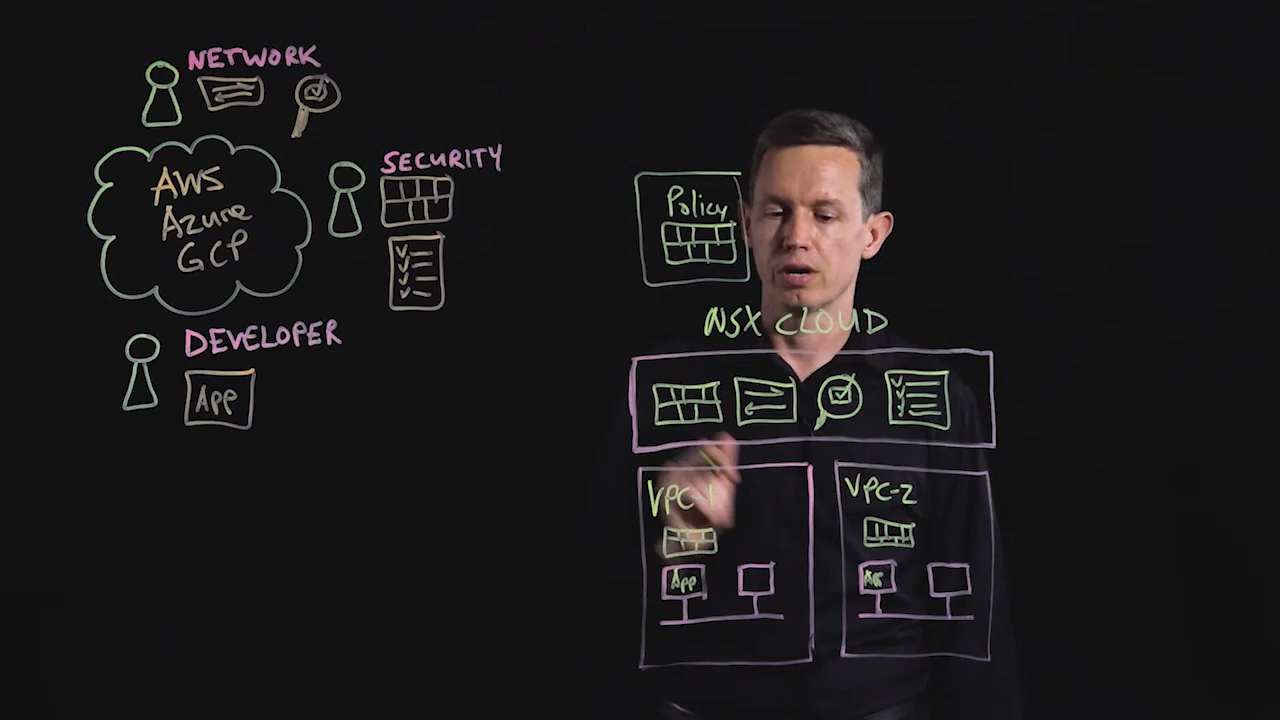 NETWORK
SECURITY
AWS
Azure
GCP
DEVELOPER
App
Policy
NSX CLOUD
VPC-1
App
VPC-2
App